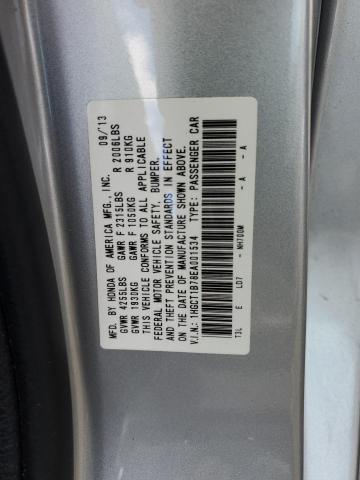 MFD. BY HONDA OF AMERICA MFG., INC. 09/13
GVWR 4255LBS GAWR F 2315LBS R 2006LBS
GVWR 1930KG GAWR F 1050KG R 910KG
THIS VEHICLE CONFORMS TO ALL APPLICABLE
FEDERAL MOTOR VEHICLE SAFETY, BUMPER,
AND THEFT PREVENTION STANDARDS IN EFFECT
ON THE DATE OF MANUFACTURE SHOWN ABOVE.
V.I.N: 1HGCT1B78EA001534 TYPE: PASSENGER CAR
T3L E LD7 - NH700M - A - A